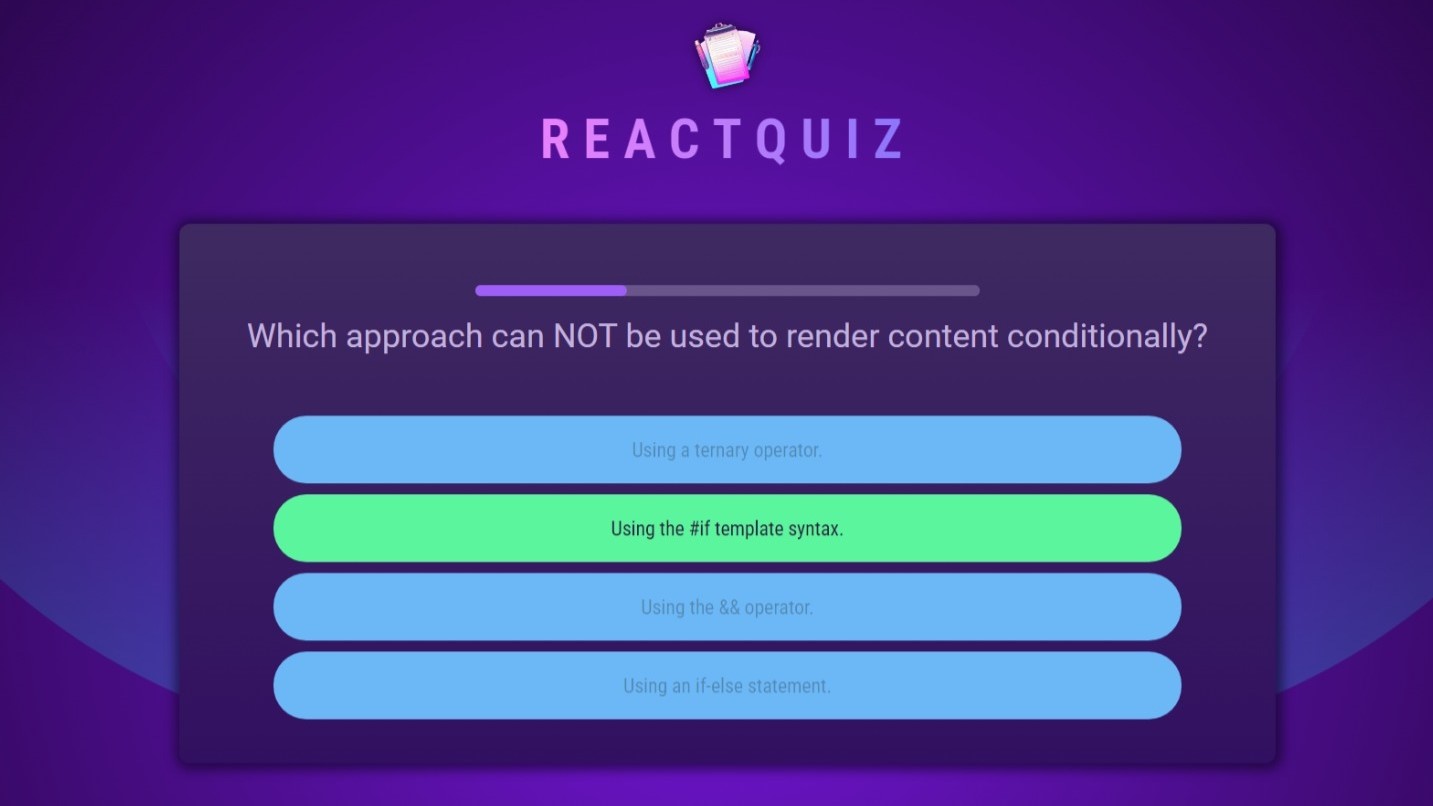 REACTQUIZ
Which approach can NOT be used to render content conditionally?
Using a ternary operator.
Using the #if template syntax.
Using the && operator.
Using an if-else statement.